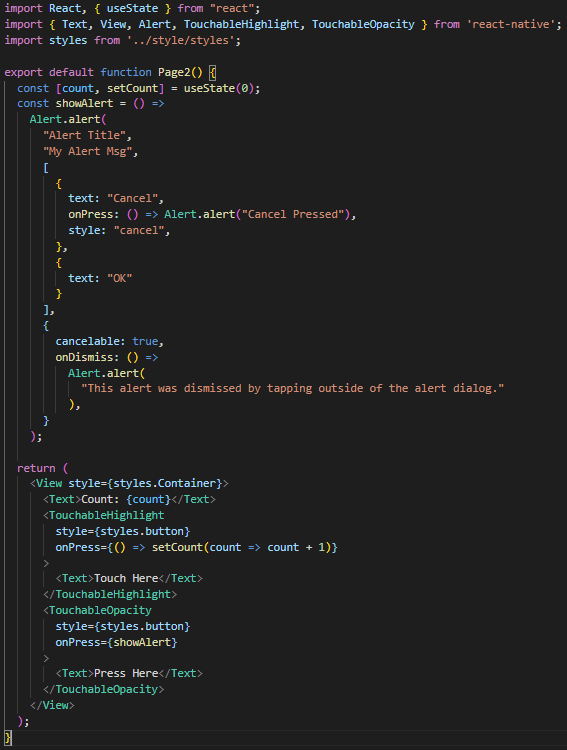 import React, { useState } from "react";
import { Text, View, Alert, TouchableHighlight, TouchableOpacity } from 'react-native';
import styles from '../style/styles';

export default function Page2() {
  const [count, setCount] = useState(0);
  const showAlert = () =>
    Alert.alert(
      "Alert Title",
      "My Alert Msg",
      [
        {
          text: "Cancel",
          onPress: () => Alert.alert("Cancel Pressed"),
          style: "cancel",
        },
        {
          text: "OK"
        }
      ],
      {
        cancelable: true,
        onDismiss: () =>
          Alert.alert(
            "This alert was dismissed by tapping outside of the alert dialog."
          ),
      }
    );

  return (
    <View style={styles.Container}>
      <Text>Count: {count}</Text>
      <TouchableHighlight
        style={styles.button}
        onPress={() => setCount(count => count + 1)}
      >
        <Text>Touch Here</Text>
      </TouchableHighlight>
      <TouchableOpacity
        style={styles.button}
        onPress={showAlert}
      >
        <Text>Press Here</Text>
      </TouchableOpacity>
    </View>
  );
}